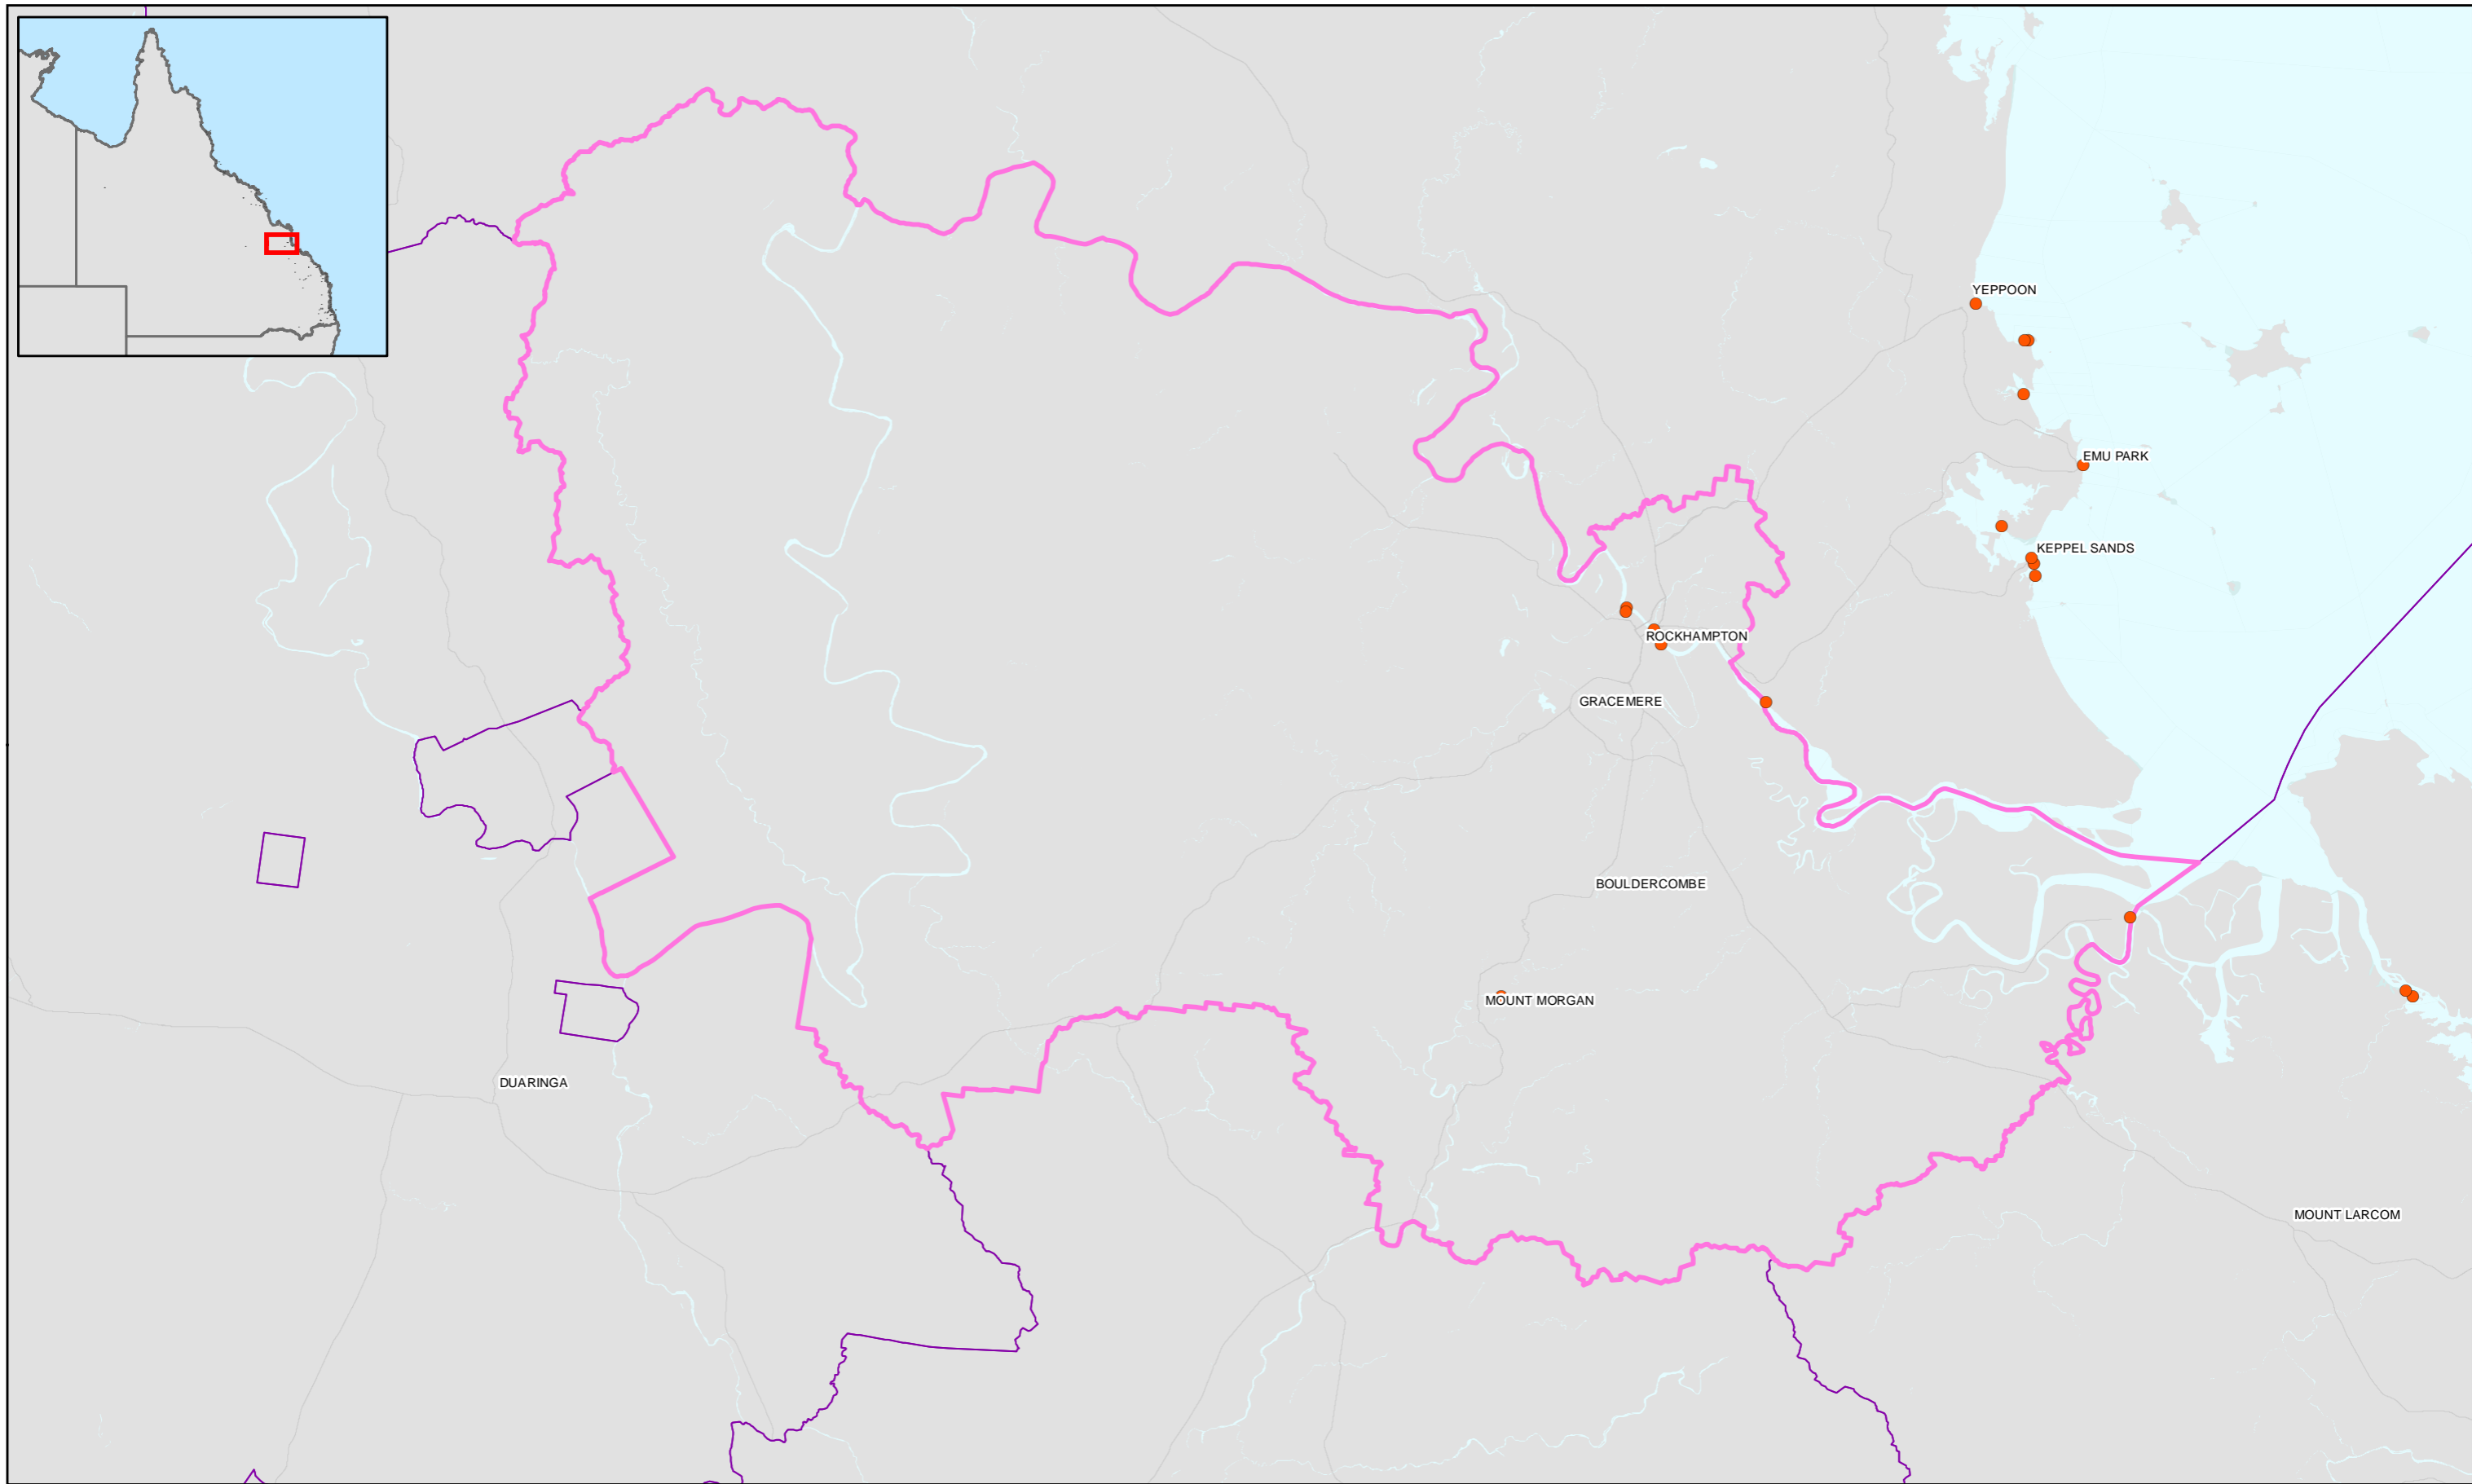 YEPPOON
EMU PARK
KEPPEL SANDS
ROCKHAMPTON
GRACEMERE
BOULDERCOMBE
MOUNT MORGAN
DUARINGA
MOUNT LARCOM